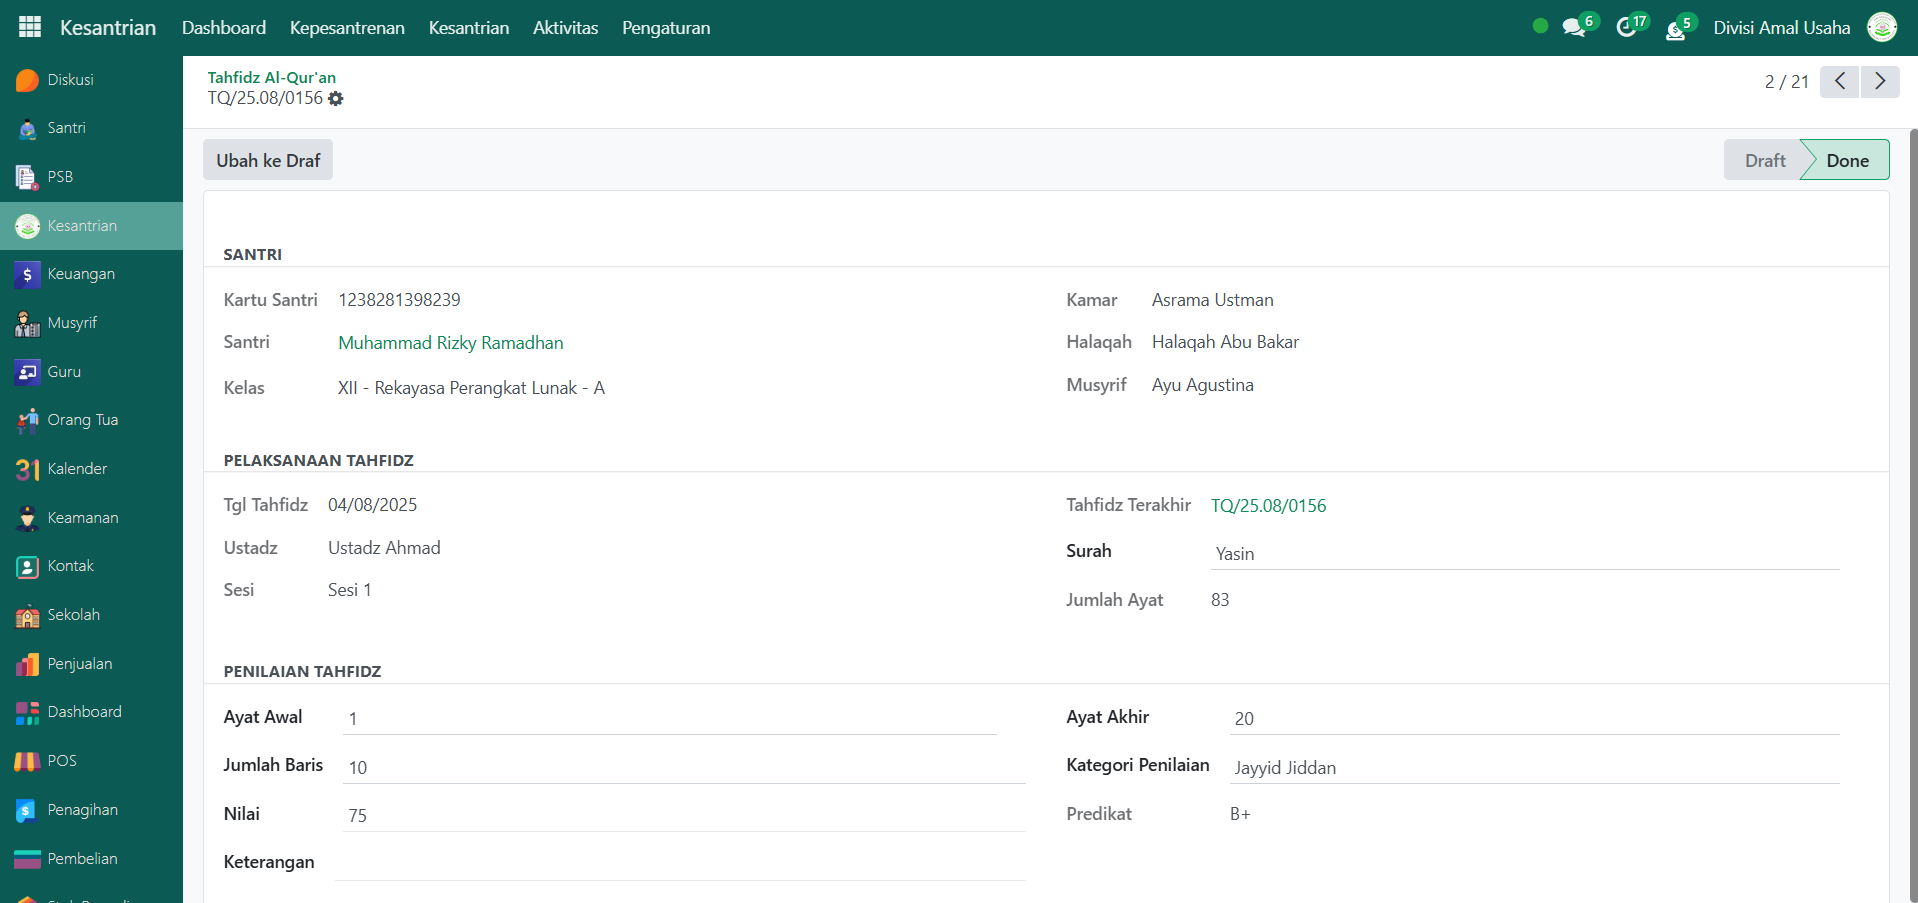 Kesantrian
Dashboard
Kepesantrenan
Kesantrian
Aktivitas
Pengaturan
6
17
5
Divisi Amal Usaha
Diskusi
Santri
PSB
Kesantrian
Keuangan
Musyrif
Guru
Orang Tua
31 Kalender
Keamanan
Kontak
Sekolah
Penjualan
Dashboard
POS
Penagihan
Pembelian
Tahfidz Al-Qur'an
TQ/25.08/0156
2 / 21
Ubah ke Draf
Draft
Done
SANTRI
Kartu Santri 1238281398239
Santri Muhammad Rizky Ramadhan
Kelas XII - Rekayasa Perangkat Lunak - A
Kamar Asrama Ustman
Halaqah Halaqah Abu Bakar
Musyrif Ayu Agustina
PELAKSANAAN TAHFIDZ
Tgl Tahfidz 04/08/2025
Ustadz Ustadz Ahmad
Sesi Sesi 1
Tahfidz Terakhir TQ/25.08/0156
Surah Yasin
Jumlah Ayat 83
PENILAIAN TAHFIDZ
Ayat Awal 1
Jumlah Baris 10
Nilai 75
Keterangan
Ayat Akhir 20
Kategori Penilaian Jayyid Jiddan
Predikat B+